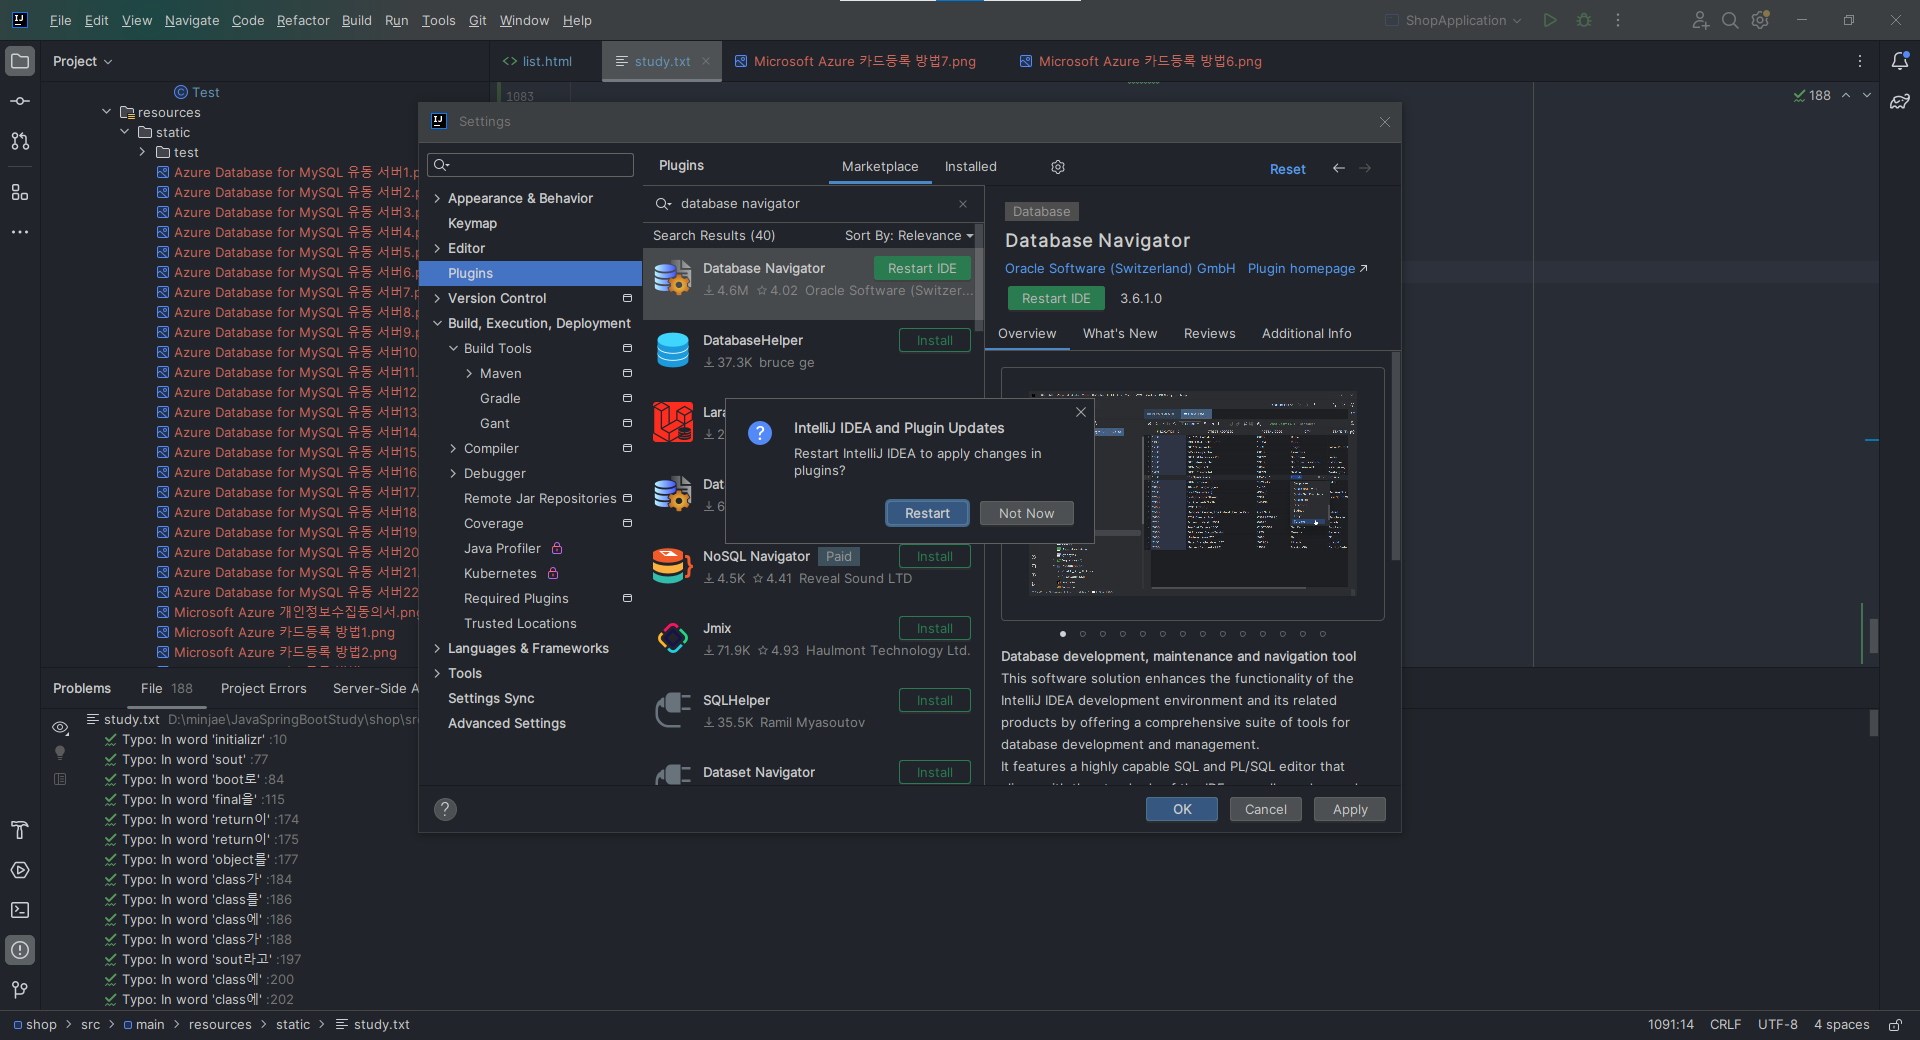 File Edit View Navigate Code Refactor Build Run Tools Git Window Help
ShopApplication
Project
list.html
study.txt
Microsoft Azure 카드등록 방법7.png
Microsoft Azure 카드등록 방법6.png
1083
188
Test
resources
static
test
Azure Database for MySQL 유동 서버1.p
Azure Database for MySQL 유동 서버2.p
Azure Database for MySQL 유동 서버3.p
Azure Database for MySQL 유동 서버4.p
Azure Database for MySQL 유동 서버5.p
Azure Database for MySQL 유동 서버6.p
Azure Database for MySQL 유동 서버7.p
Azure Database for MySQL 유동 서버8.p
Azure Database for MySQL 유동 서버9.p
Azure Database for MySQL 유동 서버10.
Azure Database for MySQL 유동 서버11.
Azure Database for MySQL 유동 서버12.
Azure Database for MySQL 유동 서버13.
Azure Database for MySQL 유동 서버14.
Azure Database for MySQL 유동 서버15.
Azure Database for MySQL 유동 서버16.
Azure Database for MySQL 유동 서버17.
Azure Database for MySQL 유동 서버18.
Azure Database for MySQL 유동 서버19.
Azure Database for MySQL 유동 서버20
Azure Database for MySQL 유동 서버21.
Azure Database for MySQL 유동 서버22
Microsoft Azure 개인정보수집동의서.png
Microsoft Azure 카드등록 방법1.png
Microsoft Azure 카드등록 방법2.png
Settings
Appearance & Behavior
Keymap
Editor
Plugins
Version Control
Build, Execution, Deployment
Build Tools
Maven
Gradle
Gant
Compiler
Debugger
Remote Jar Repositories
Coverage
Java Profiler
Kubernetes
Required Plugins
Trusted Locations
Languages & Frameworks
Tools
Settings Sync
Advanced Settings
Plugins
Marketplace
Installed
Reset
database navigator
Search Results (40)
Sort By: Relevance
Database Navigator
Restart IDE
4.6M 4.02 Oracle Software (Switzer...
DatabaseHelper
Install
37.3K bruce ge
Lara
2
Dat
6
NoSQL Navigator Paid
Install
4.5K 4.41 Reveal Sound LTD
Jmix
Install
71.9K 4.93 Haulmont Technology Ltd.
SQLHelper
Install
35.5K Ramil Myasoutov
Dataset Navigator
Install
Database
Database Navigator
Oracle Software (Switzerland) GmbH Plugin homepage
Restart IDE 3.6.1.0
Overview What's New Reviews Additional Info
Database development, maintenance and navigation tool
This software solution enhances the functionality of the
IntelliJ IDEA development environment and its related
products by offering a comprehensive suite of tools for
database development and management.
It features a highly capable SQL and PL/SQL editor that
IntelliJ IDEA and Plugin Updates
Restart IntelliJ IDEA to apply changes in
plugins?
Restart
Not Now
OK
Cancel
Apply
Problems
File 188
Project Errors
Server-Side A
study.txt D:\minjae\JavaSpringBootStudy\shop\src
Typo: In word 'initializr' :10
Typo: In word 'sout' :77
Typo: In word 'boot로' :84
Typo: In word 'final을' :115
Typo: In word 'return이' :174
Typo: In word 'return이' :175
Typo: In word 'object를' :177
Typo: In word 'class가' :184
Typo: In word 'class를' :186
Typo: In word 'class에' :186
Typo: In word 'class가' :188
Typo: In word 'sout라고' :197
Typo: In word 'class에' :200
Typo: In word 'class에' :202
shop > src > main > resources > static > study.txt
1091:14 CRLF UTF-8 4 spaces